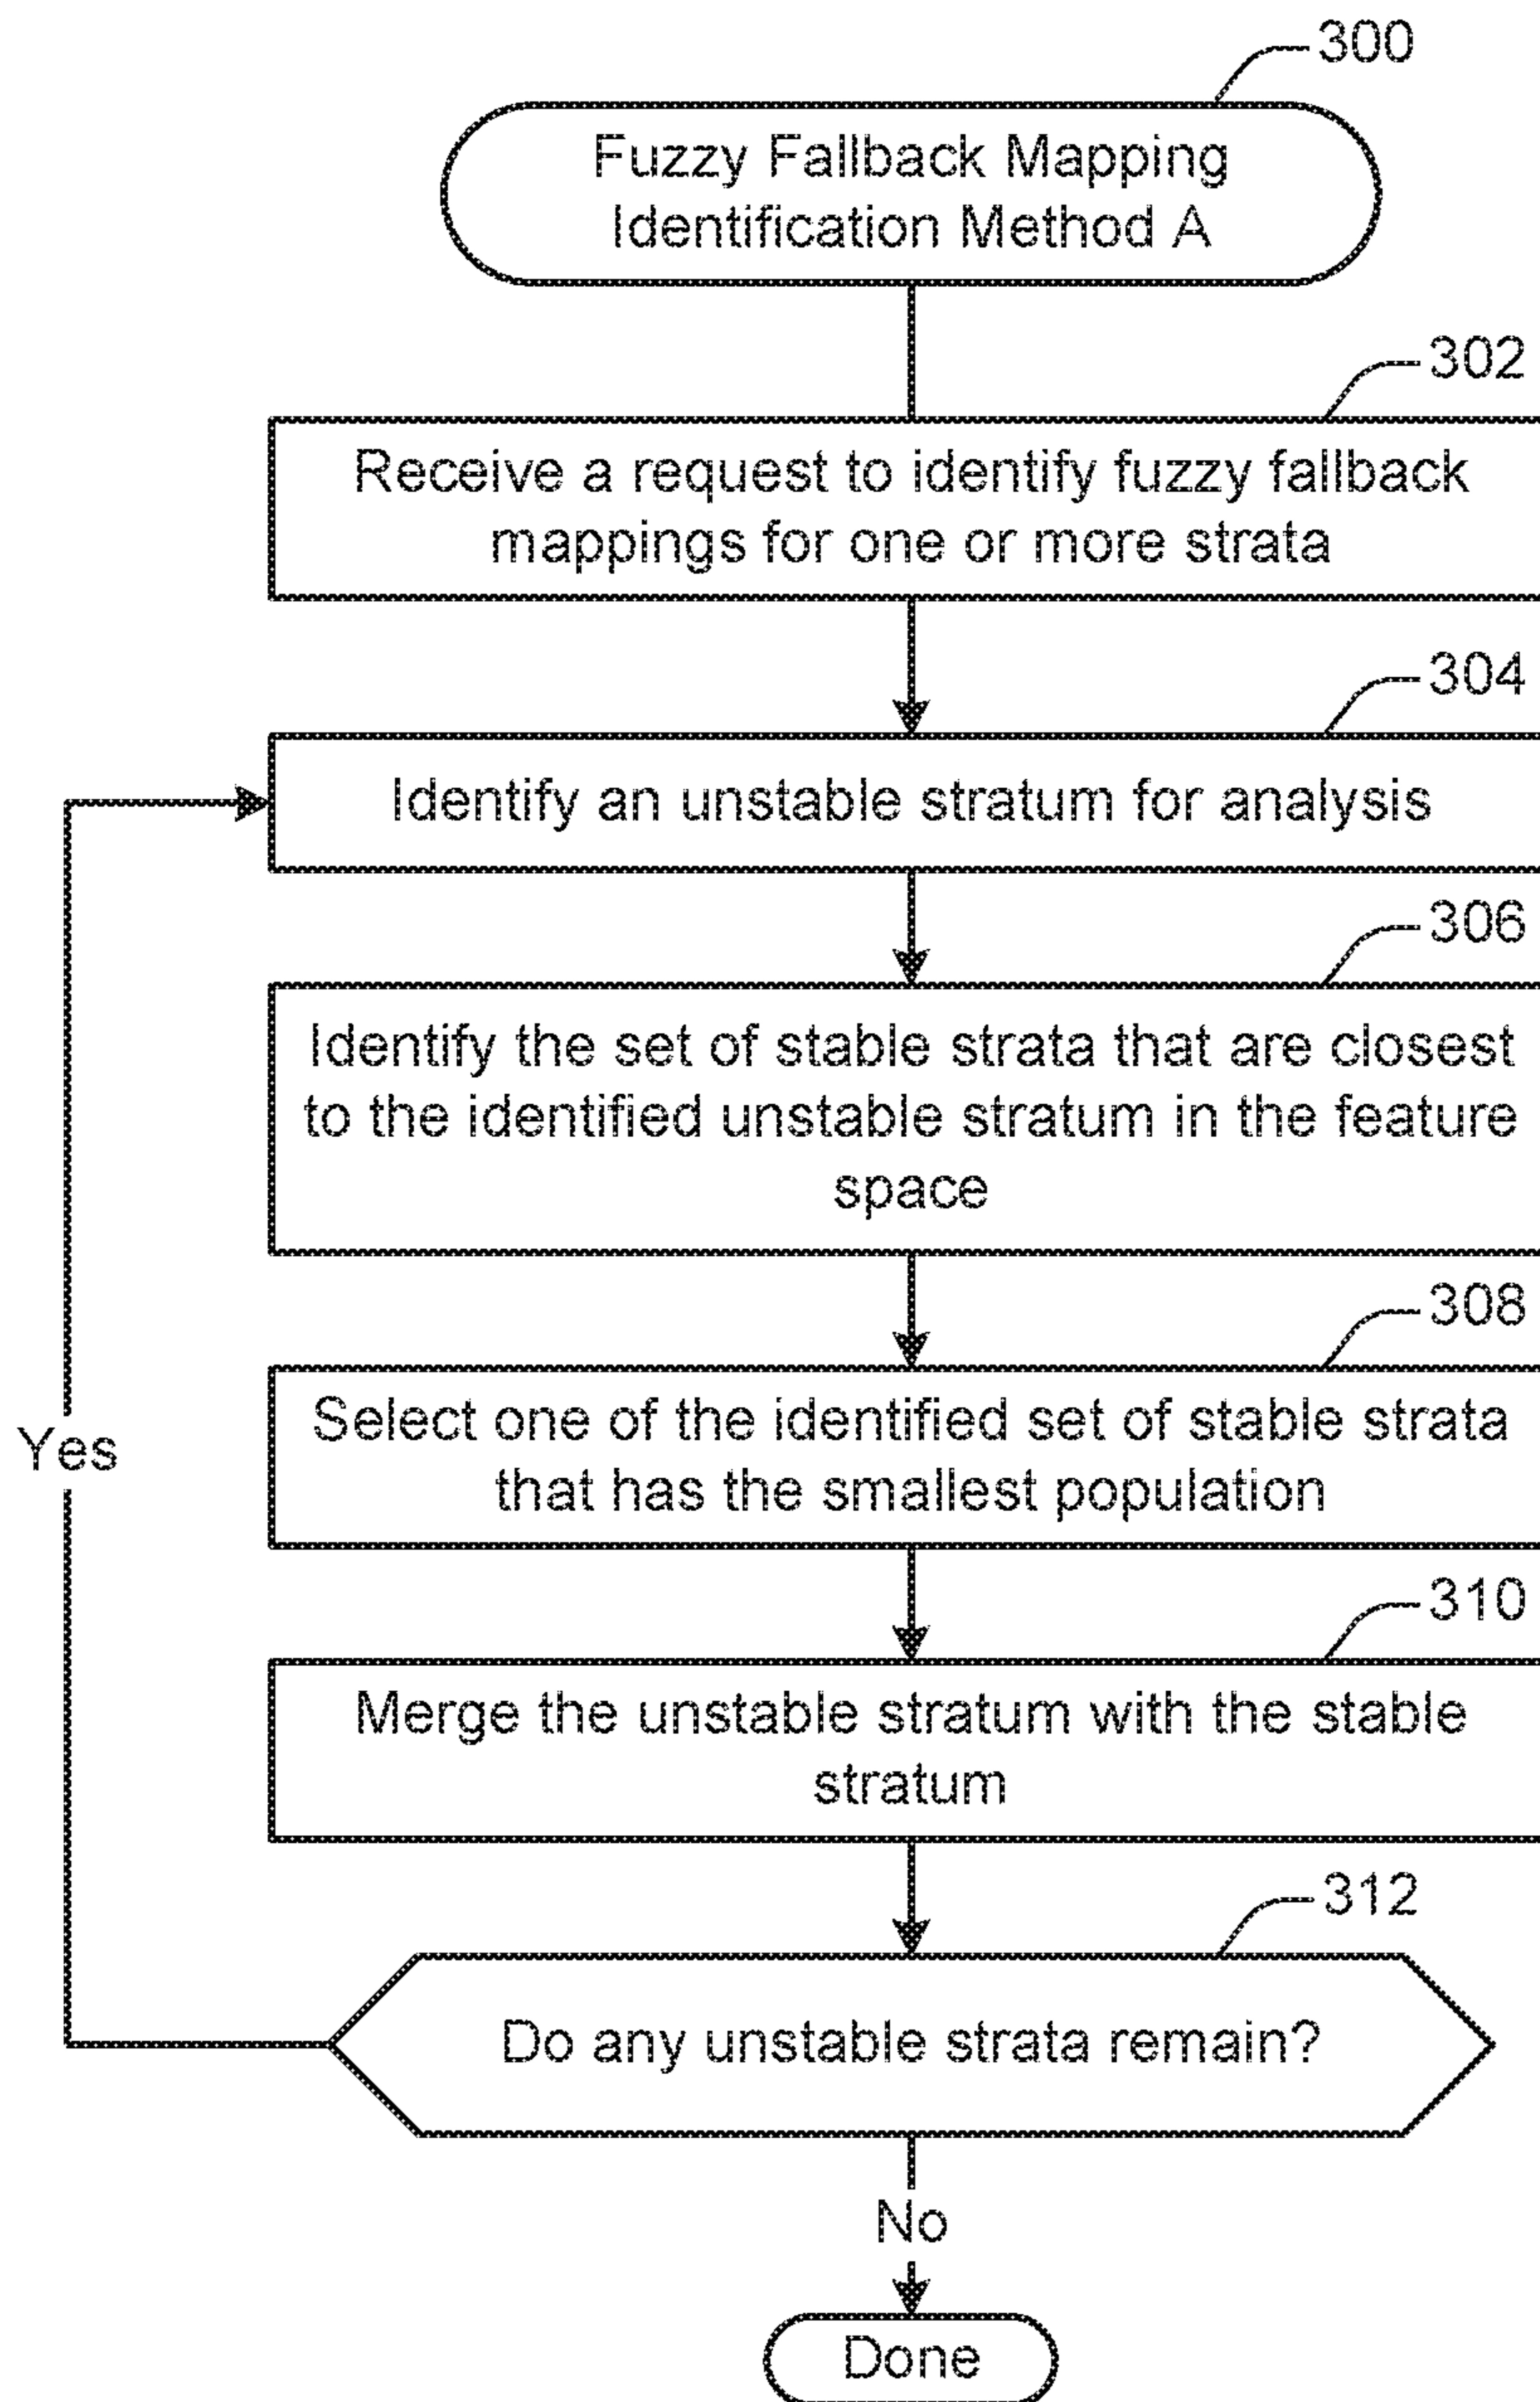 300
Fuzzy Fallback Mapping
Identification Method A
302
Receive a request to identify fuzzy fallback
mappings for one or more strata
304
Identify an unstable stratum for analysis
306
Identify the set of stable strata that are closest
to the identified unstable stratum in the feature
space
308
Select one of the identified set of stable strata
that has the smallest population
Yes
310
Merge the unstable stratum with the stable
stratum
312
Do any unstable strata remain?
No
Done